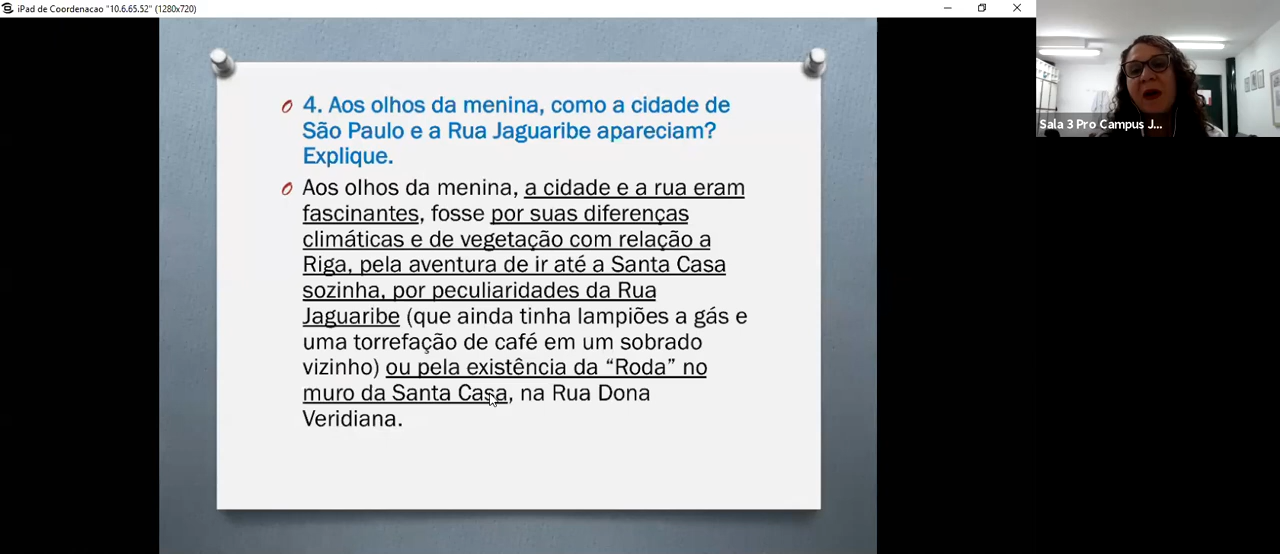 iPad de Coordenacao "10.6.65.52" (1280x720)
4. Aos olhos da menina, como a cidade de
São Paulo e a Rua Jaguaribe apareciam?
Explique.
Aos olhos da menina, a cidade e a rua eram
fascinantes, fosse por suas diferenças
climáticas e de vegetação com relação a
Riga, pela aventura de ir até a Santa Casa
sozinha, por peculiaridades da Rua
Jaguaribe (que ainda tinha lampiões a gás e
uma torrefação de café em um sobrado
vizinho) ou pela existência da “Roda” no
muro da Santa Casa, na Rua Dona
Veridiana.
Sala 3 Pro Campus J...